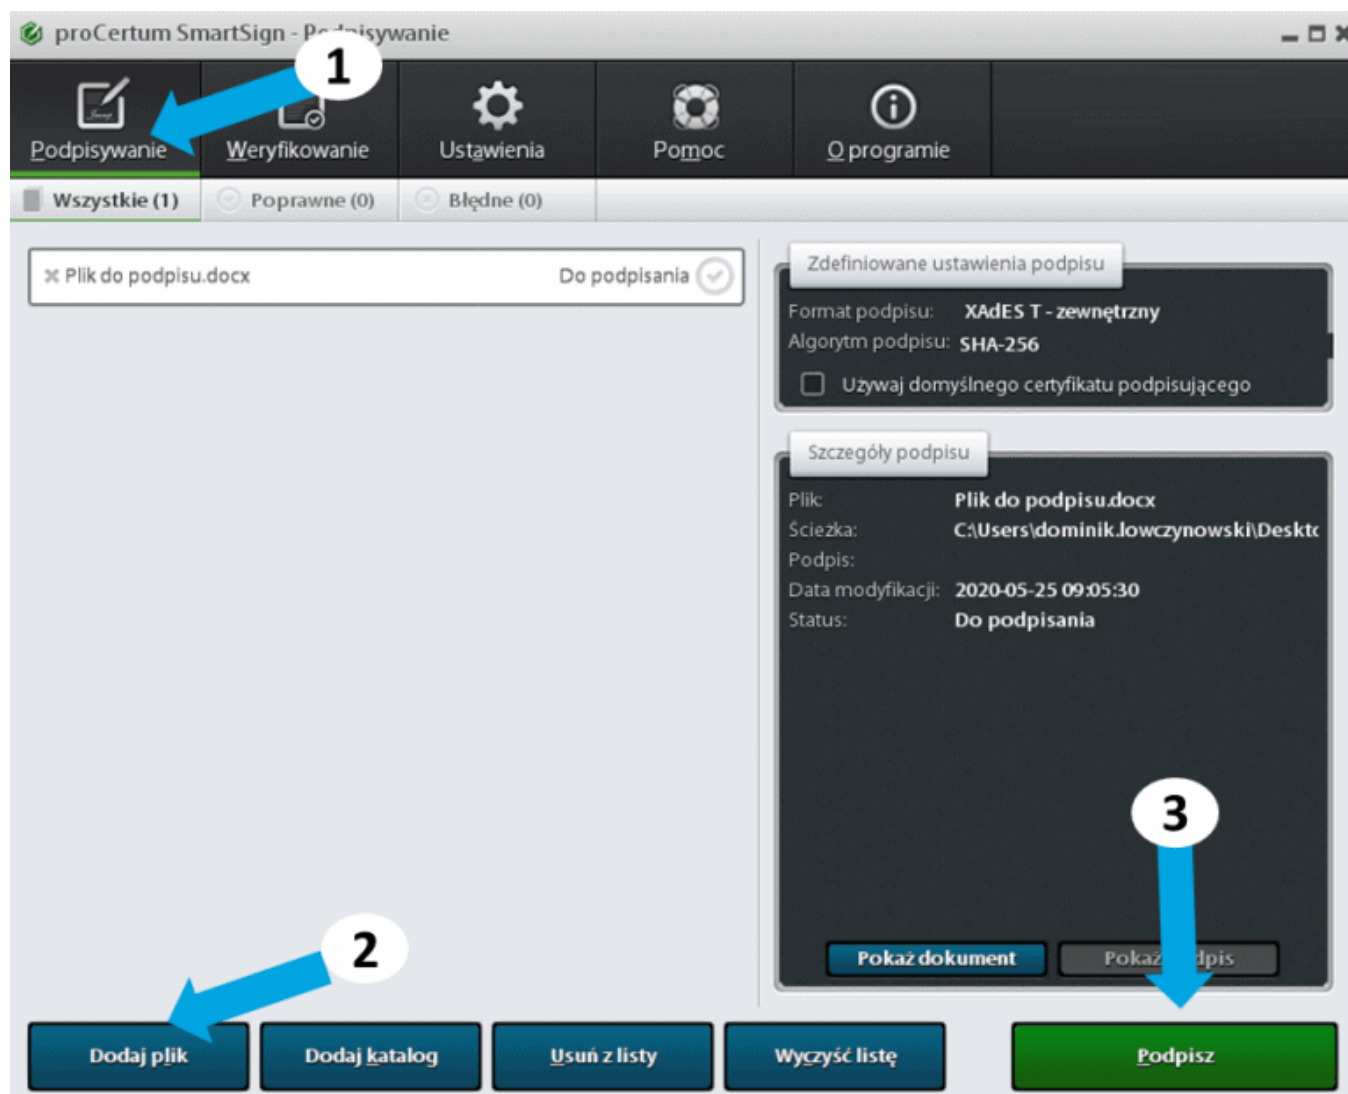 proCertum SmartSign - Podpisywanie
1
Podpisywanie Weryfikowanie Ustawienia Pomoc O programie
Wszystkie (1) Poprawne (0) Błędne (0)
Plik do podpisu.docx Do podpisania
Zdefiniowane ustawienia podpisu
Format podpisu: XAdES T - zewnętrzny
Algorytm podpisu: SHA-256
Używaj domyślnego certyfikatu podpisującego
Szczegóły podpisu
Plik: Plik do podpisu.docx
Ścieżka: C:\Users\dominik.lowczynowski\Deskto
Podpis:
Data modyfikacji: 2020-05-25 09:05:30
Status: Do podpisania
3
2
Pokaż dokument Pokaż podpis
Dodaj plik Dodaj katalog Usuń z listy Wyczyść listę Podpisz